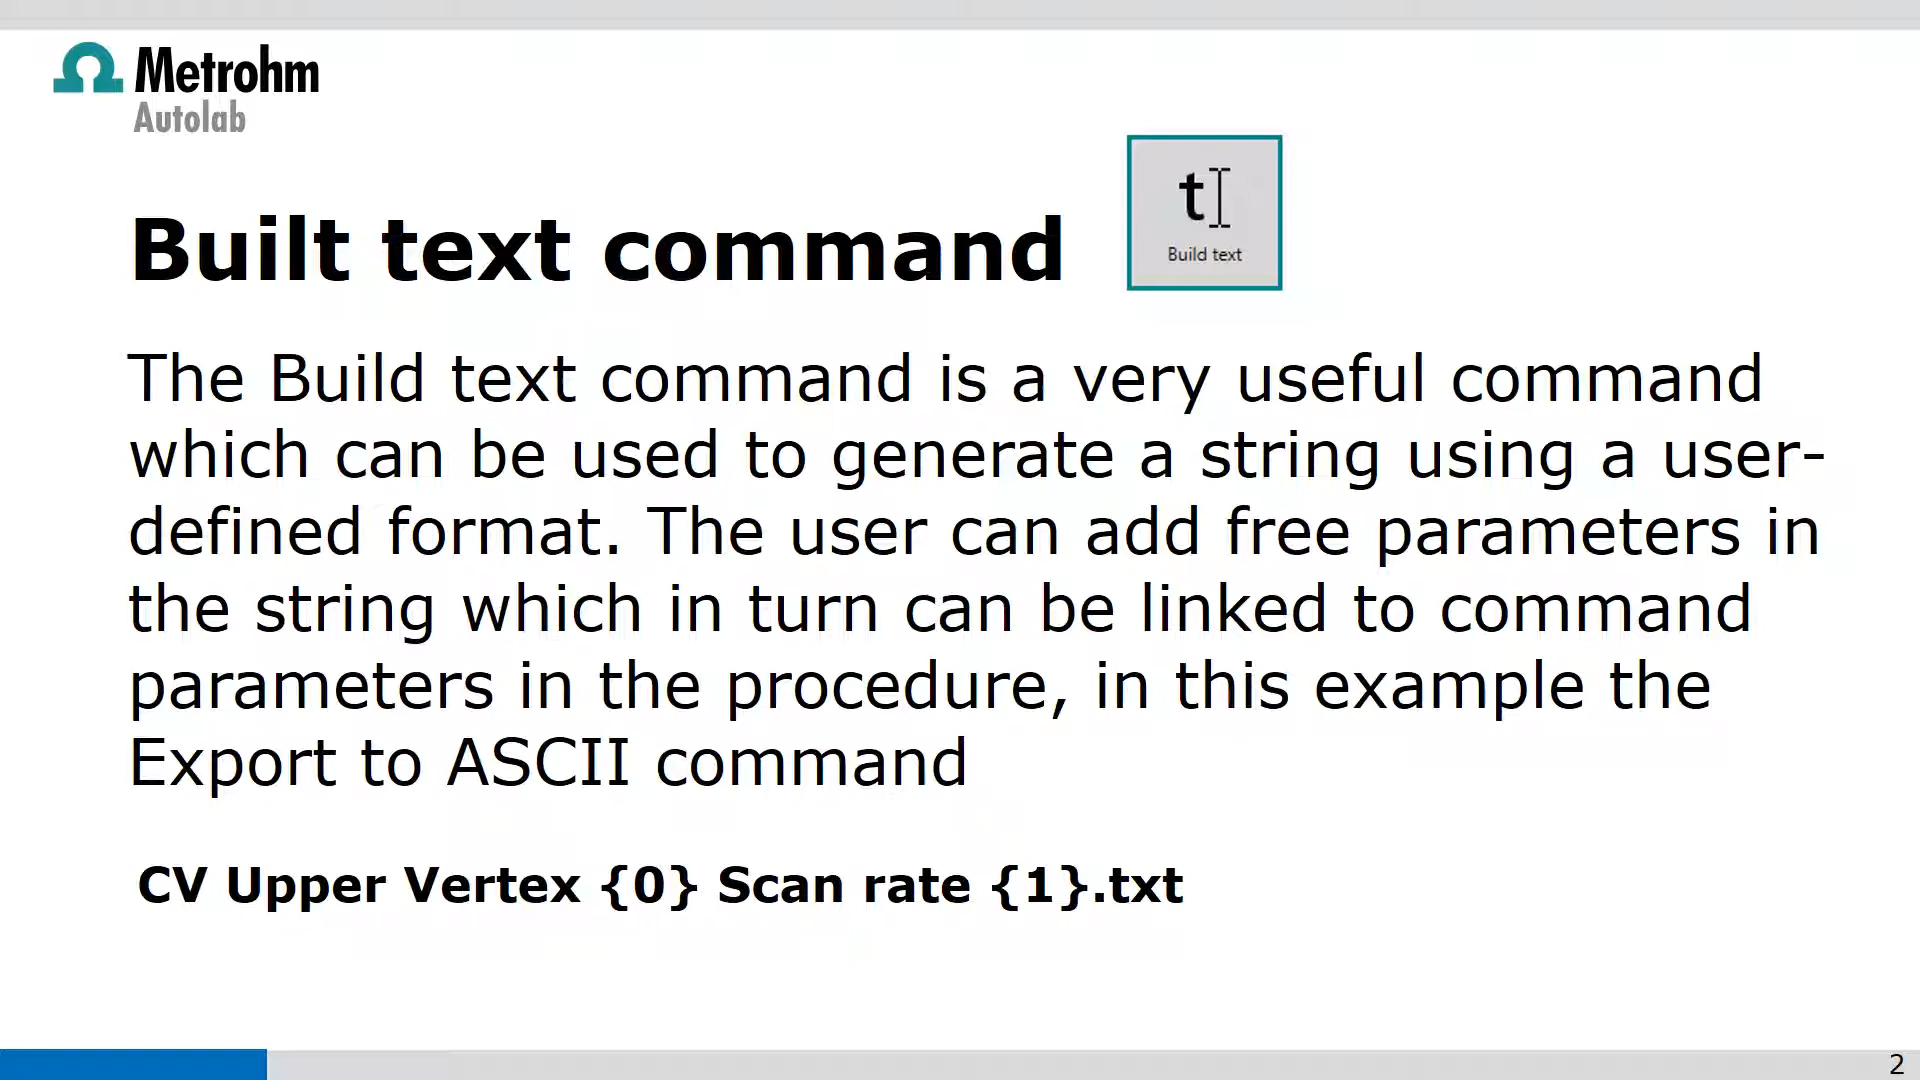 Metrohm
Autolab
t
Build text
Built text command
The Build text command is a very useful command
which can be used to generate a string using a user-
defined format. The user can add free parameters in
the string which in turn can be linked to command
parameters in the procedure, in this example the
Export to ASCII command
CV Upper Vertex {0} Scan rate {1}.txt
2